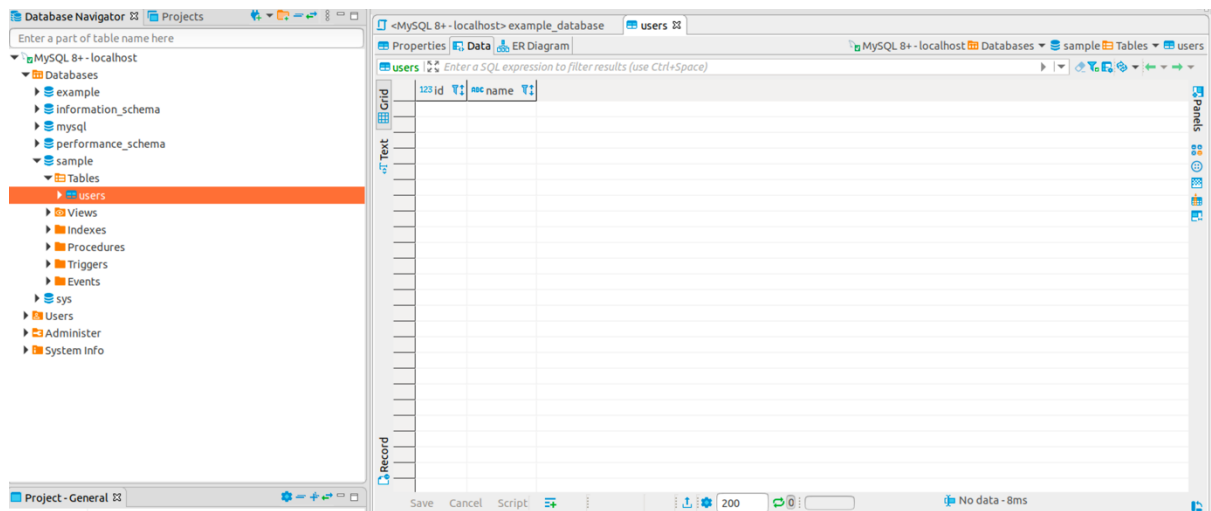 Database Navigator Projects
Enter a part of table name here
MySQL 8+ - localhost
Databases
example
information_schema
mysql
performance_schema
sample
Tables
users
Views
Indexes
Procedures
Triggers
Events
sys
Users
Administer
System Info
Project - General
<MySQL 8+ - localhost> example_database users
Properties Data ER Diagram MySQL 8+ - localhost Databases sample Tables users
users Enter a SQL expression to filter results (use Ctrl+Space)
Grid
Text
Record
123 id ABC name
Panels
Save Cancel Script 200 0 No data - 8ms